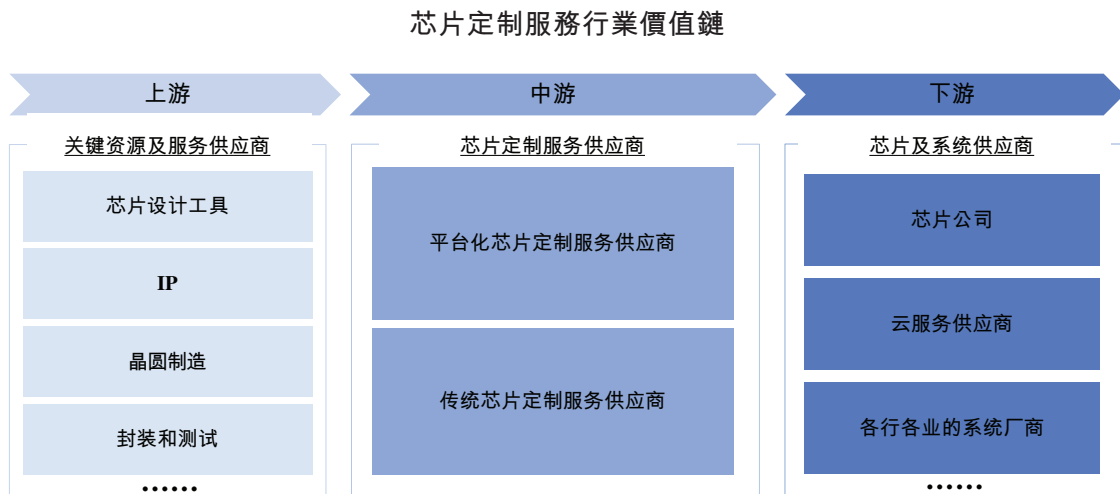 芯片定制服務行業價值鏈
上游
中游
下游
关键资源及服务供应商
芯片设计工具
IP
晶圆制造
封装和测试
......
芯片定制服务供应商
平台化芯片定制服务供应商
传统芯片定制服务供应商
芯片及系统供应商
芯片公司
云服务供应商
各行各业的系统厂商
......